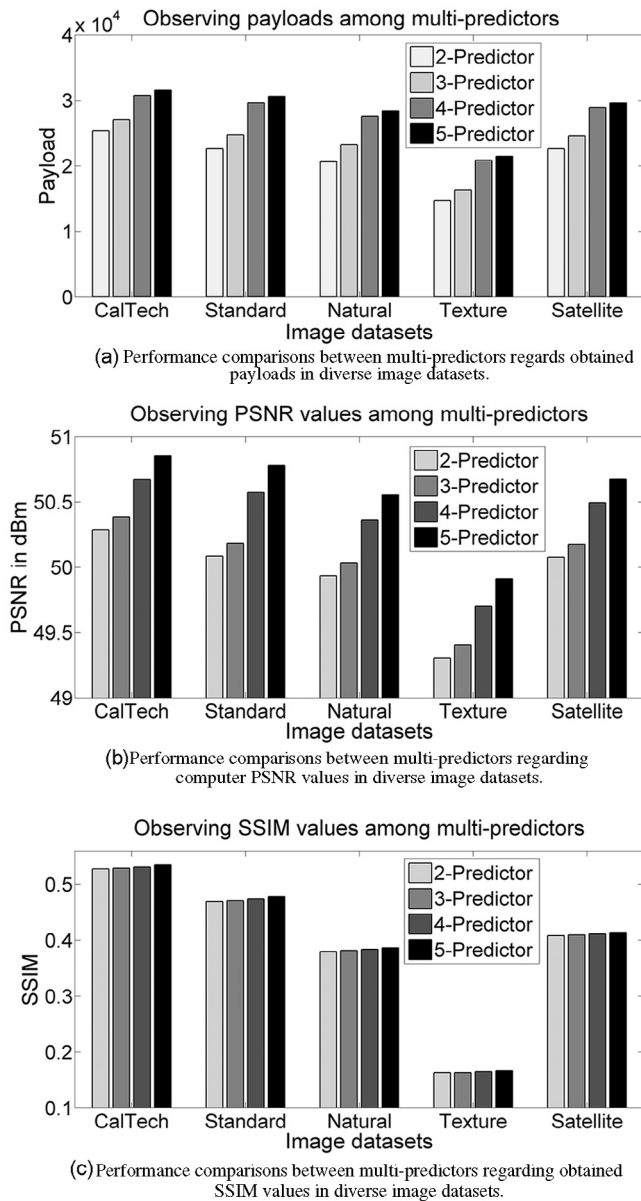 Observing payloads among multi-predictors
4 × 10⁴
3
2
1
0
Payload
2-Predictor
3-Predictor
4-Predictor
5-Predictor
CalTech Standard Natural Texture Satellite
Image datasets
(a) Performance comparisons between multi-predictors regards obtained
payloads in diverse image datasets.
Observing PSNR values among multi-predictors
51
50.5
50
49.5
49
PSNR in dBm
2-Predictor
3-Predictor
4-Predictor
5-Predictor
CalTech Standard Natural Texture Satellite
Image datasets
(b)Performance comparisons between multi-predictors regarding
computer PSNR values in diverse image datasets.
Observing SSIM values among multi-predictors
0.5
0.4
0.3
0.2
0.1
SSIM
2-Predictor
3-Predictor
4-Predictor
5-Predictor
CalTech Standard Natural Texture Satellite
Image datasets
(c) Performance comparisons between multi-predictors regarding obtained
SSIM values in diverse image datasets.